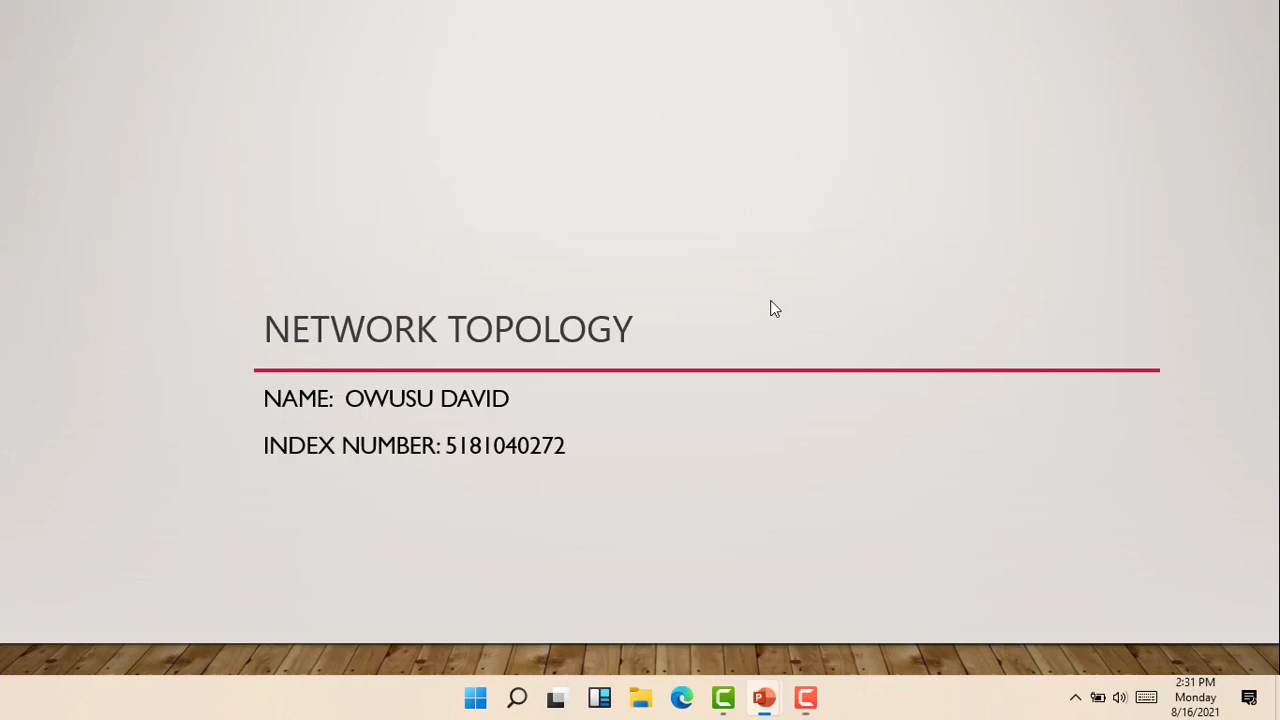 NETWORK TOPOLOGY
NAME: OWUSU DAVID
INDEX NUMBER: 5181040272
2:31 PM
Monday
8/16/2021